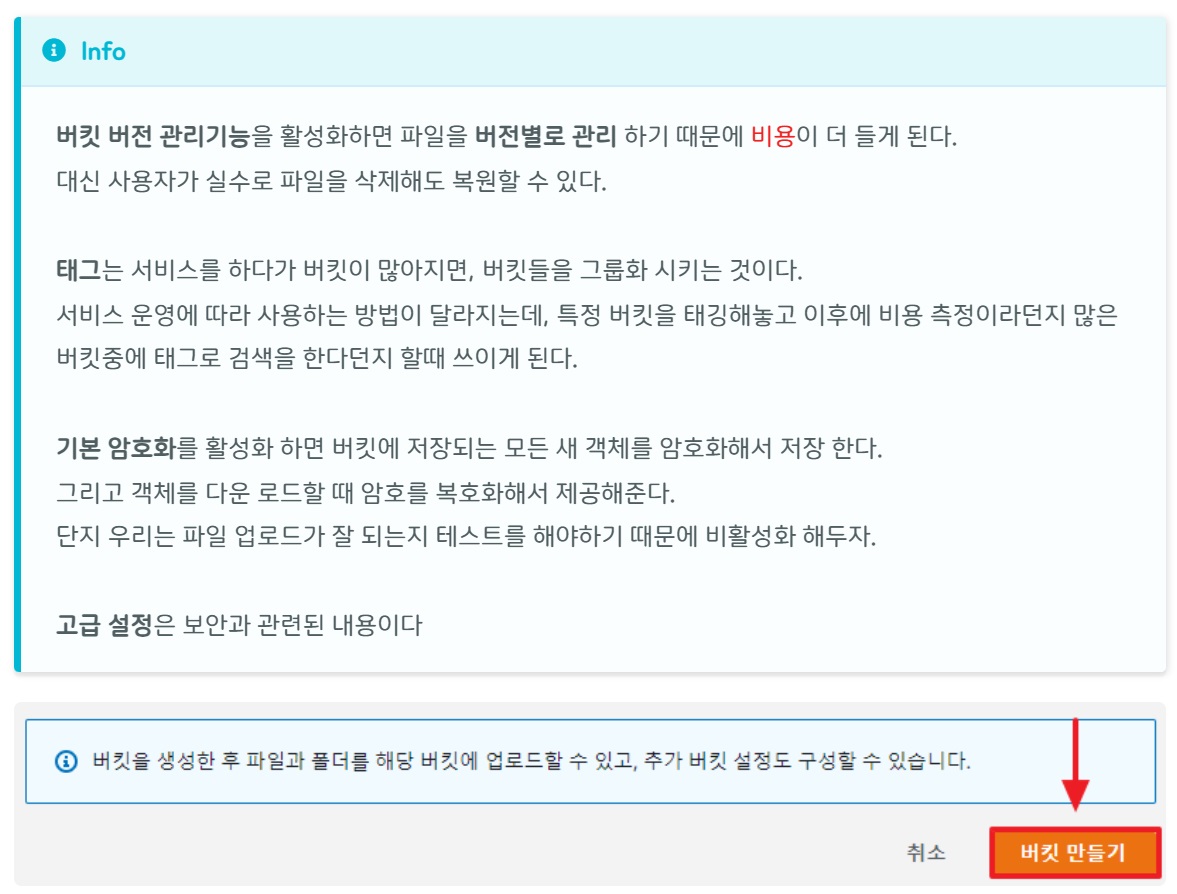 Info
버킷 버전 관리기능을 활성화하면 파일을 버전별로 관리 하기 때문에 비용이 더 들게 된다.
대신 사용자가 실수로 파일을 삭제해도 복원할 수 있다.
태그는 서비스를 하다가 버킷이 많아지면, 버킷들을 그룹화 시키는 것이다.
서비스 운영에 따라 사용하는 방법이 달라지는데, 특정 버킷을 태깅해놓고 이후에 비용 측정이라던지 많은
버킷중에 태그로 검색을 한다던지 할때 쓰이게 된다.
기본 암호화를 활성화 하면 버킷에 저장되는 모든 새 객체를 암호화해서 저장 한다.
그리고 객체를 다운 로드할 때 암호를 복호화해서 제공해준다.
단지 우리는 파일 업로드가 잘 되는지 테스트를 해야하기 때문에 비활성화 해두자.
고급 설정은 보안과 관련된 내용이다
버킷을 생성한 후 파일과 폴더를 해당 버킷에 업로드할 수 있고, 추가 버킷 설정도 구성할 수 있습니다.
취소
버킷 만들기